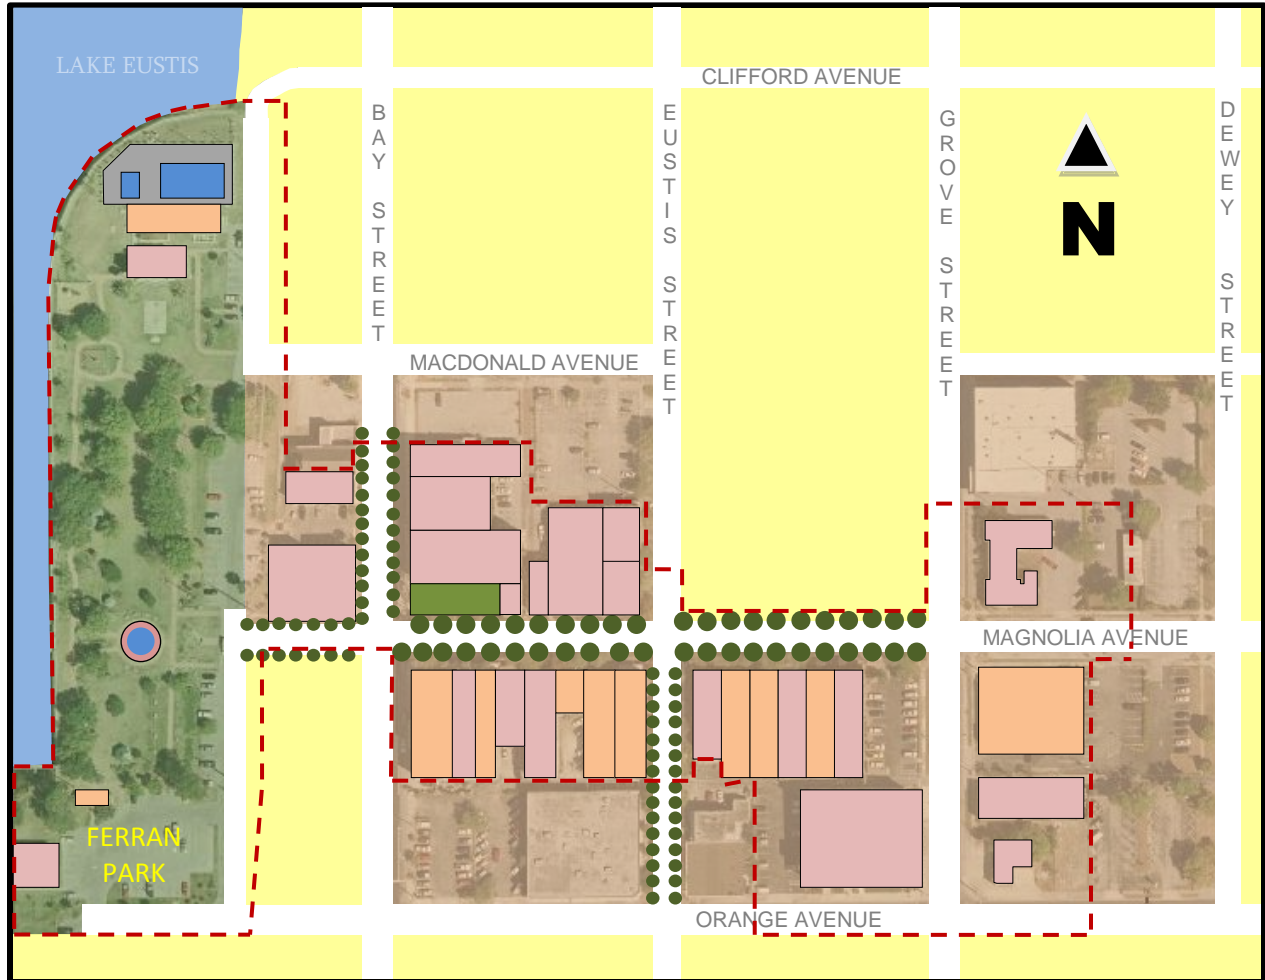 LAKE EUSTIS
CLIFFORD AVENUE
BAY STREET
EUSTIS STREET
GROVE STREET
DEWEY STREET
N
MACDONALD AVENUE
MAGNOLIA AVENUE
FERRAN
PARK
ORANGE AVENUE